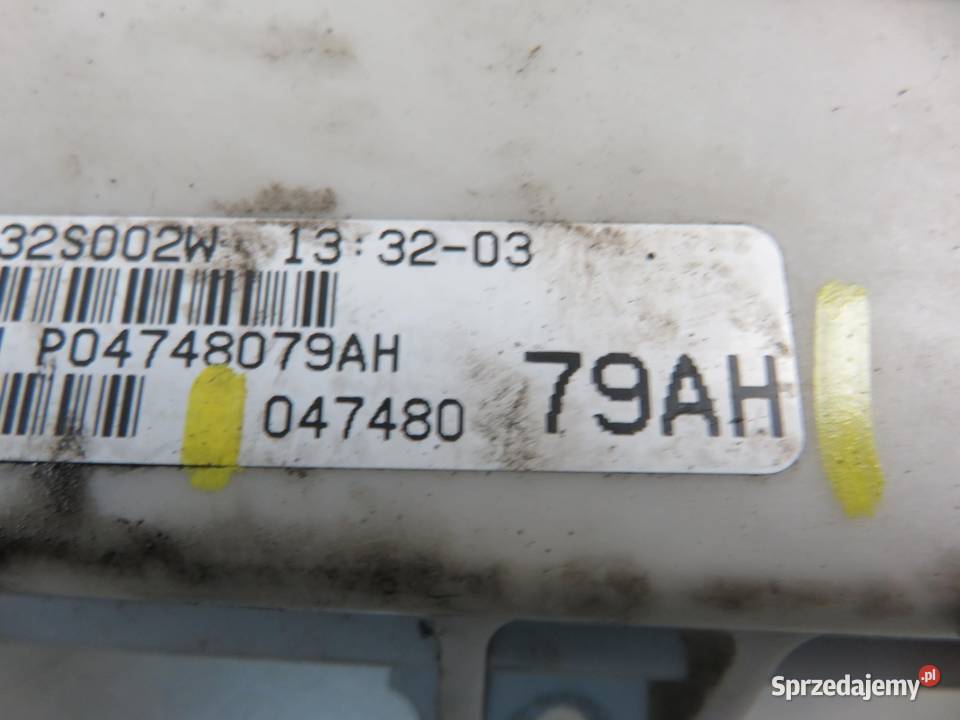 32S002W 13:32-03
P04748079AH
047480 79AH
Sprzedajemy.pl